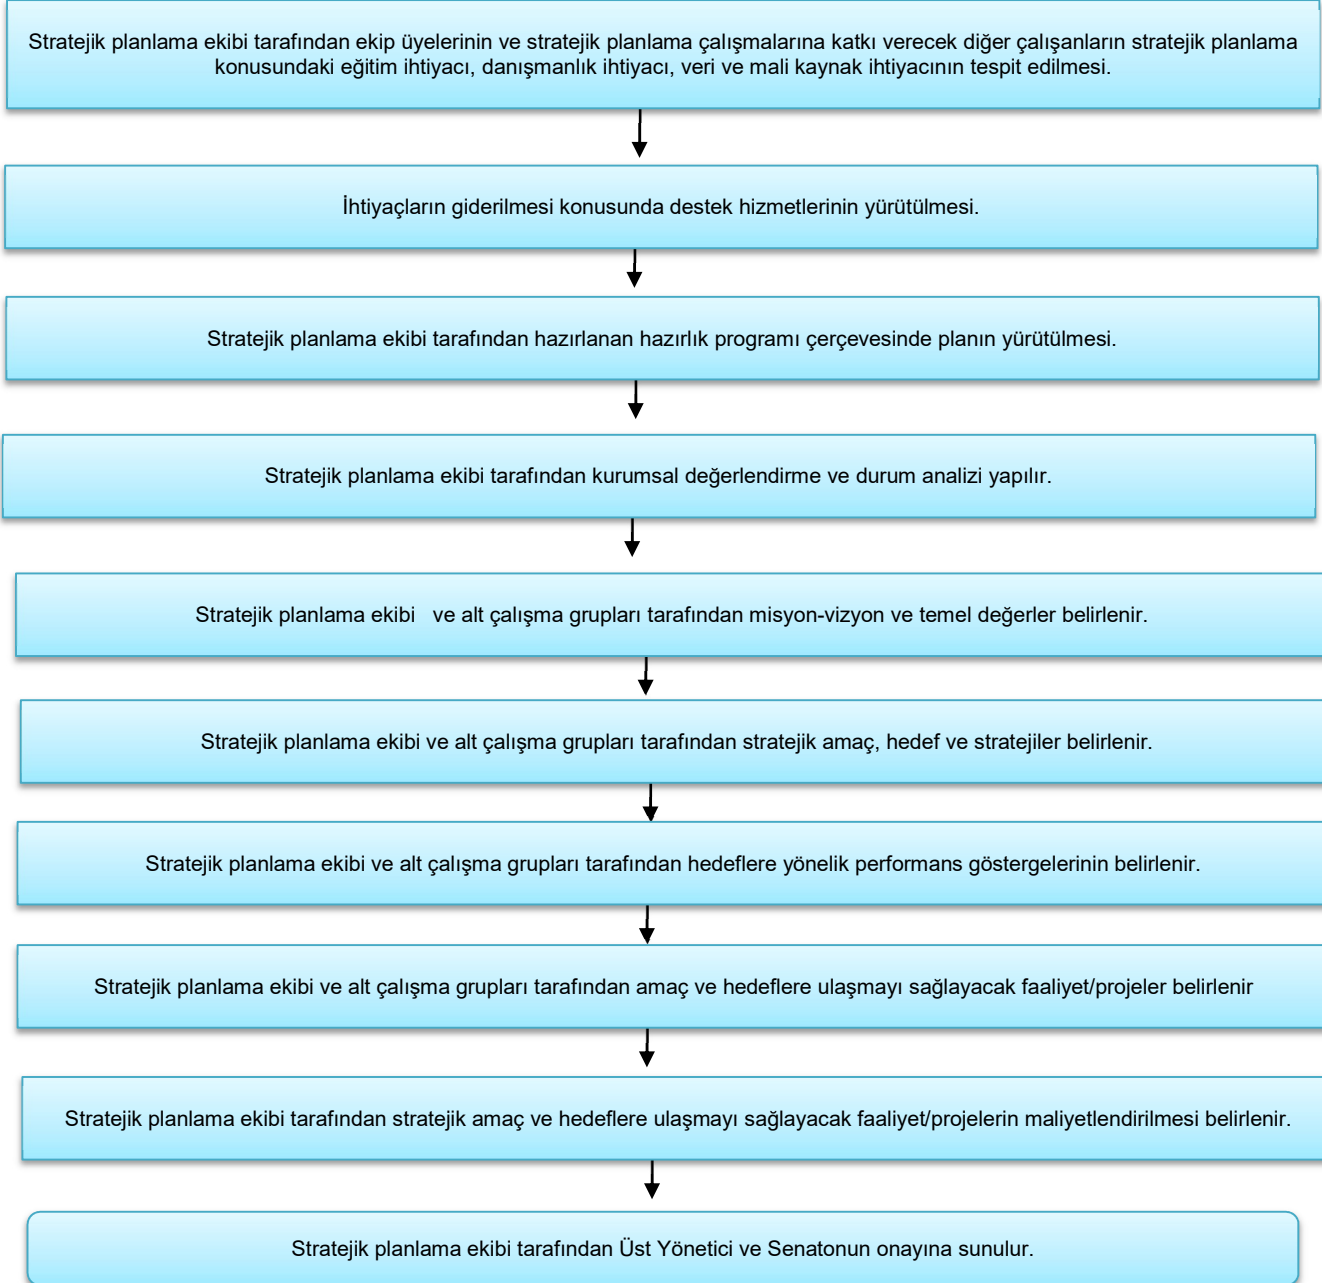 Stratejik planlama ekibi tarafından ekip üyelerinin ve stratejik planlama çalışmalarına katkı verecek diğer çalışanların stratejik planlama
konusundaki eğitim ihtiyacı, danışmanlık ihtiyacı, veri ve mali kaynak ihtiyacının tespit edilmesi.
İhtiyaçların giderilmesi konusunda destek hizmetlerinin yürütülmesi.
Stratejik planlama ekibi tarafından hazırlanan hazırlık programı çerçevesinde planın yürütülmesi.
Stratejik planlama ekibi tarafından kurumsal değerlendirme ve durum analizi yapılır.
Stratejik planlama ekibi   ve alt çalışma grupları tarafından misyon-vizyon ve temel değerler belirlenir.
Stratejik planlama ekibi ve alt çalışma grupları tarafından stratejik amaç, hedef ve stratejiler belirlenir.
Stratejik planlama ekibi ve alt çalışma grupları tarafından hedeflere yönelik performans göstergelerinin belirlenir.
Stratejik planlama ekibi ve alt çalışma grupları tarafından amaç ve hedeflere ulaşmayı sağlayacak faaliyet/projeler belirlenir
Stratejik planlama ekibi tarafından stratejik amaç ve hedeflere ulaşmayı sağlayacak faaliyet/projelerin maliyetlendirilmesi belirlenir.
Stratejik planlama ekibi tarafından Üst Yönetici ve Senatonun onayına sunulur.